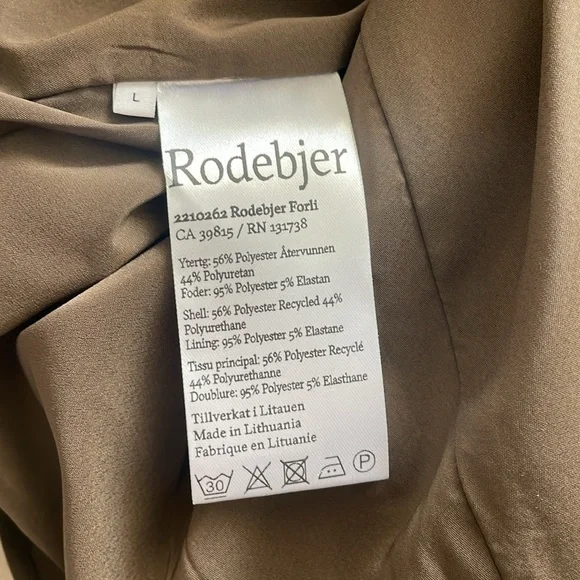 L
Rodebjer
2210262 Rodebjer Forli
CA 39815 / RN 131738
Ytertg: 56% Polyester Återvunnen
44% Polyuretan
Foder: 95% Polyester 5% Elastan
Shell: 56% Polyester Recycled 44%
Polyurethane
Lining: 95% Polyester 5% Elastane
Tissu principal: 56% Polyester Recyclé
44% Polyurethanne
Doublure: 95% Polyester 5% Elasthane
Tillverkat i Litauen
Made in Lithuania
Fabrique en Lituanie
30 P